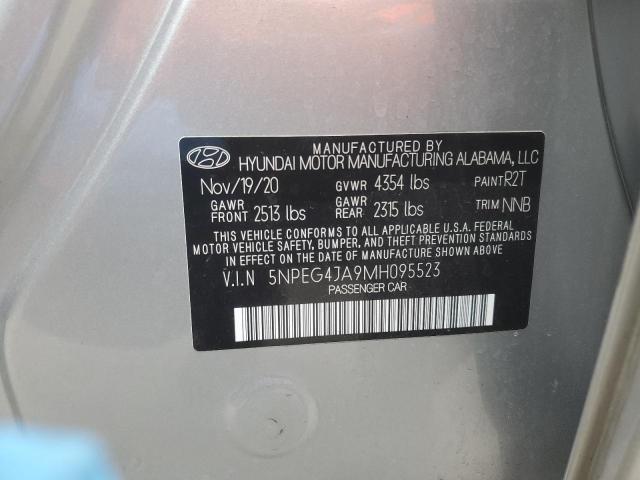 MANUFACTURED BY
HYUNDAI MOTOR MANUFACTURING ALABAMA, LLC
Nov/19/20 GVWR 4354 lbs PAINT R2T
GAWR FRONT 2513 lbs GAWR REAR 2315 lbs TRIM NNB
THIS VEHICLE CONFORMS TO ALL APPLICABLE U.S.A. FEDERAL
MOTOR VEHICLE SAFETY, BUMPER, AND THEFT PREVENTION
STANDARDS IN EFFECT ON THE DATE OF MANUFACTURE SHOWN ABOVE
V.I.N 5NPEG4JA9MH095523
PASSENGER CAR